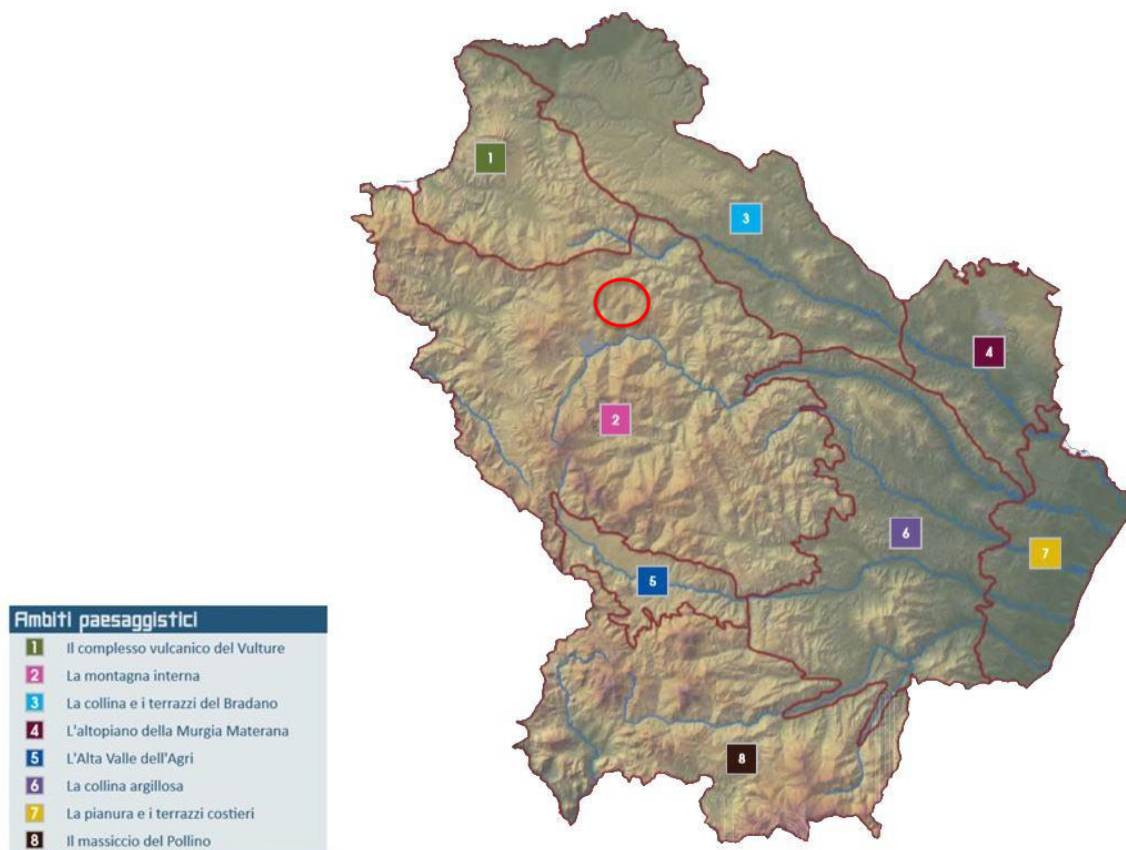 1
3
4
2
6
7
5
8
Ambiti paesaggistici
1 Il complesso vulcanico del Vulture
2 La montagna interna
3 La collina e i terrazzi del Bradano
4 L'altopiano della Murgia Materana
5 L'Alta Valle dell'Agri
6 La collina argillosa
7 La pianura e i terrazzi costieri
8 Il massiccio del Pollino